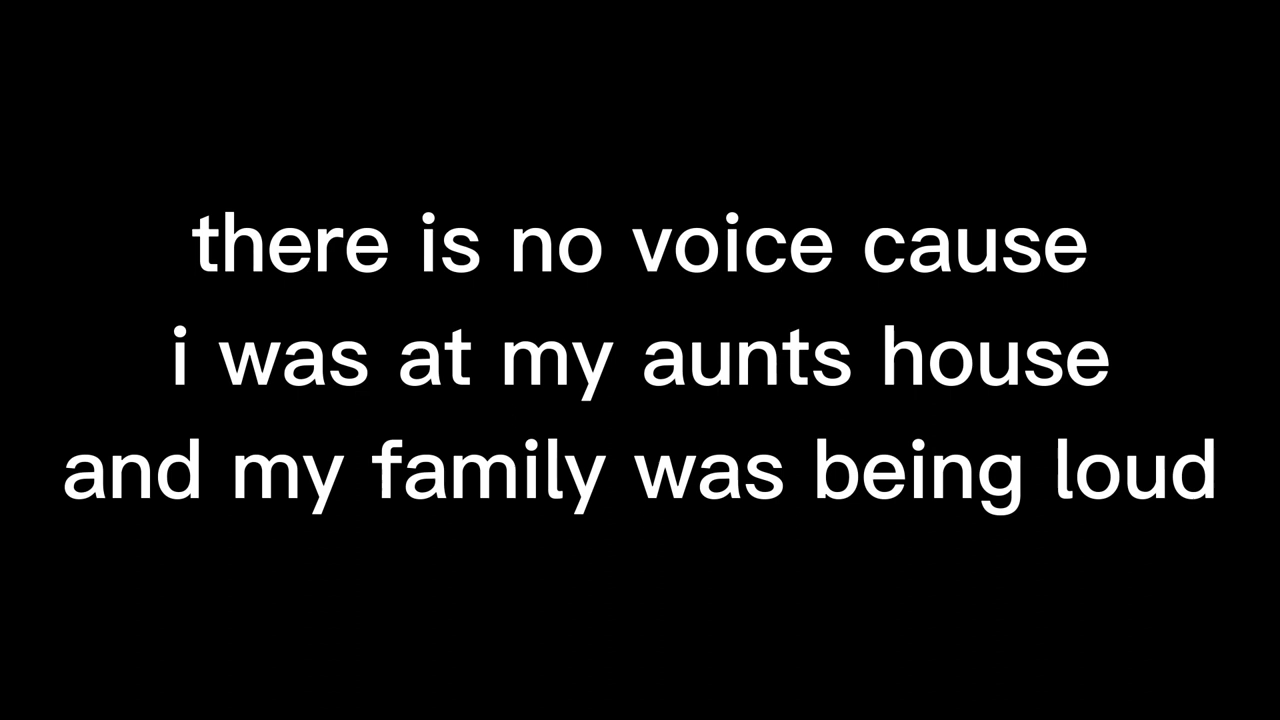 there is no voice cause
i was at my aunts house
and my family was being loud